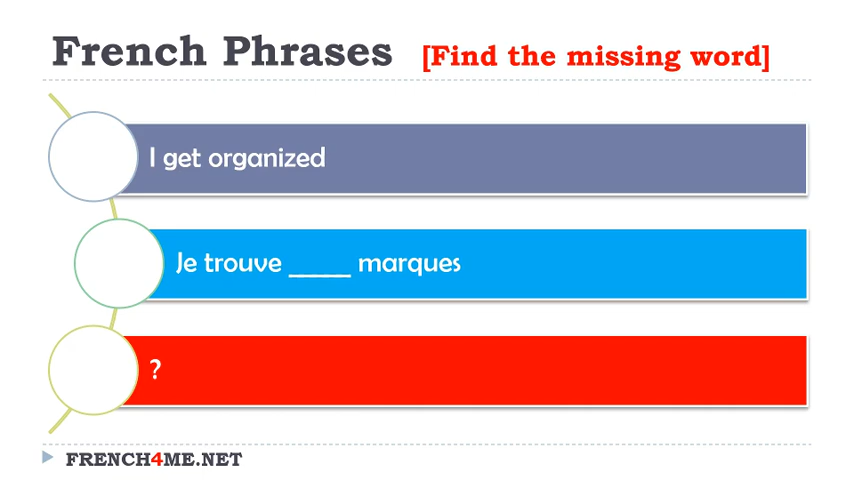 French Phrases [Find the missing word]
I get organized
Je trouve _____ marques
?
FRENCH4ME.NET